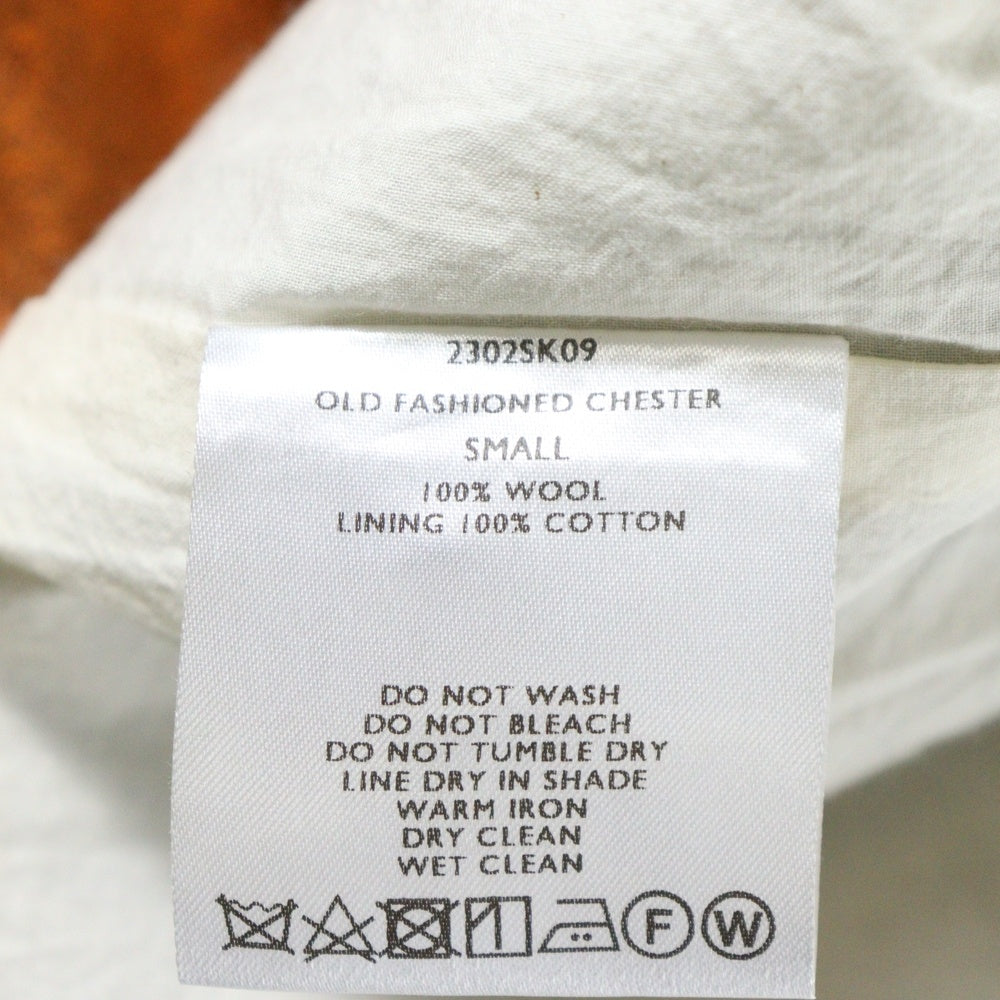 2302SK09
OLD FASHIONED CHESTER
SMALL
100% WOOL
LINING 100% COTTON
DO NOT WASH
DO NOT BLEACH
DO NOT TUMBLE DRY
LINE DRY IN SHADE
WARM IRON
DRY CLEAN
WET CLEAN
F W